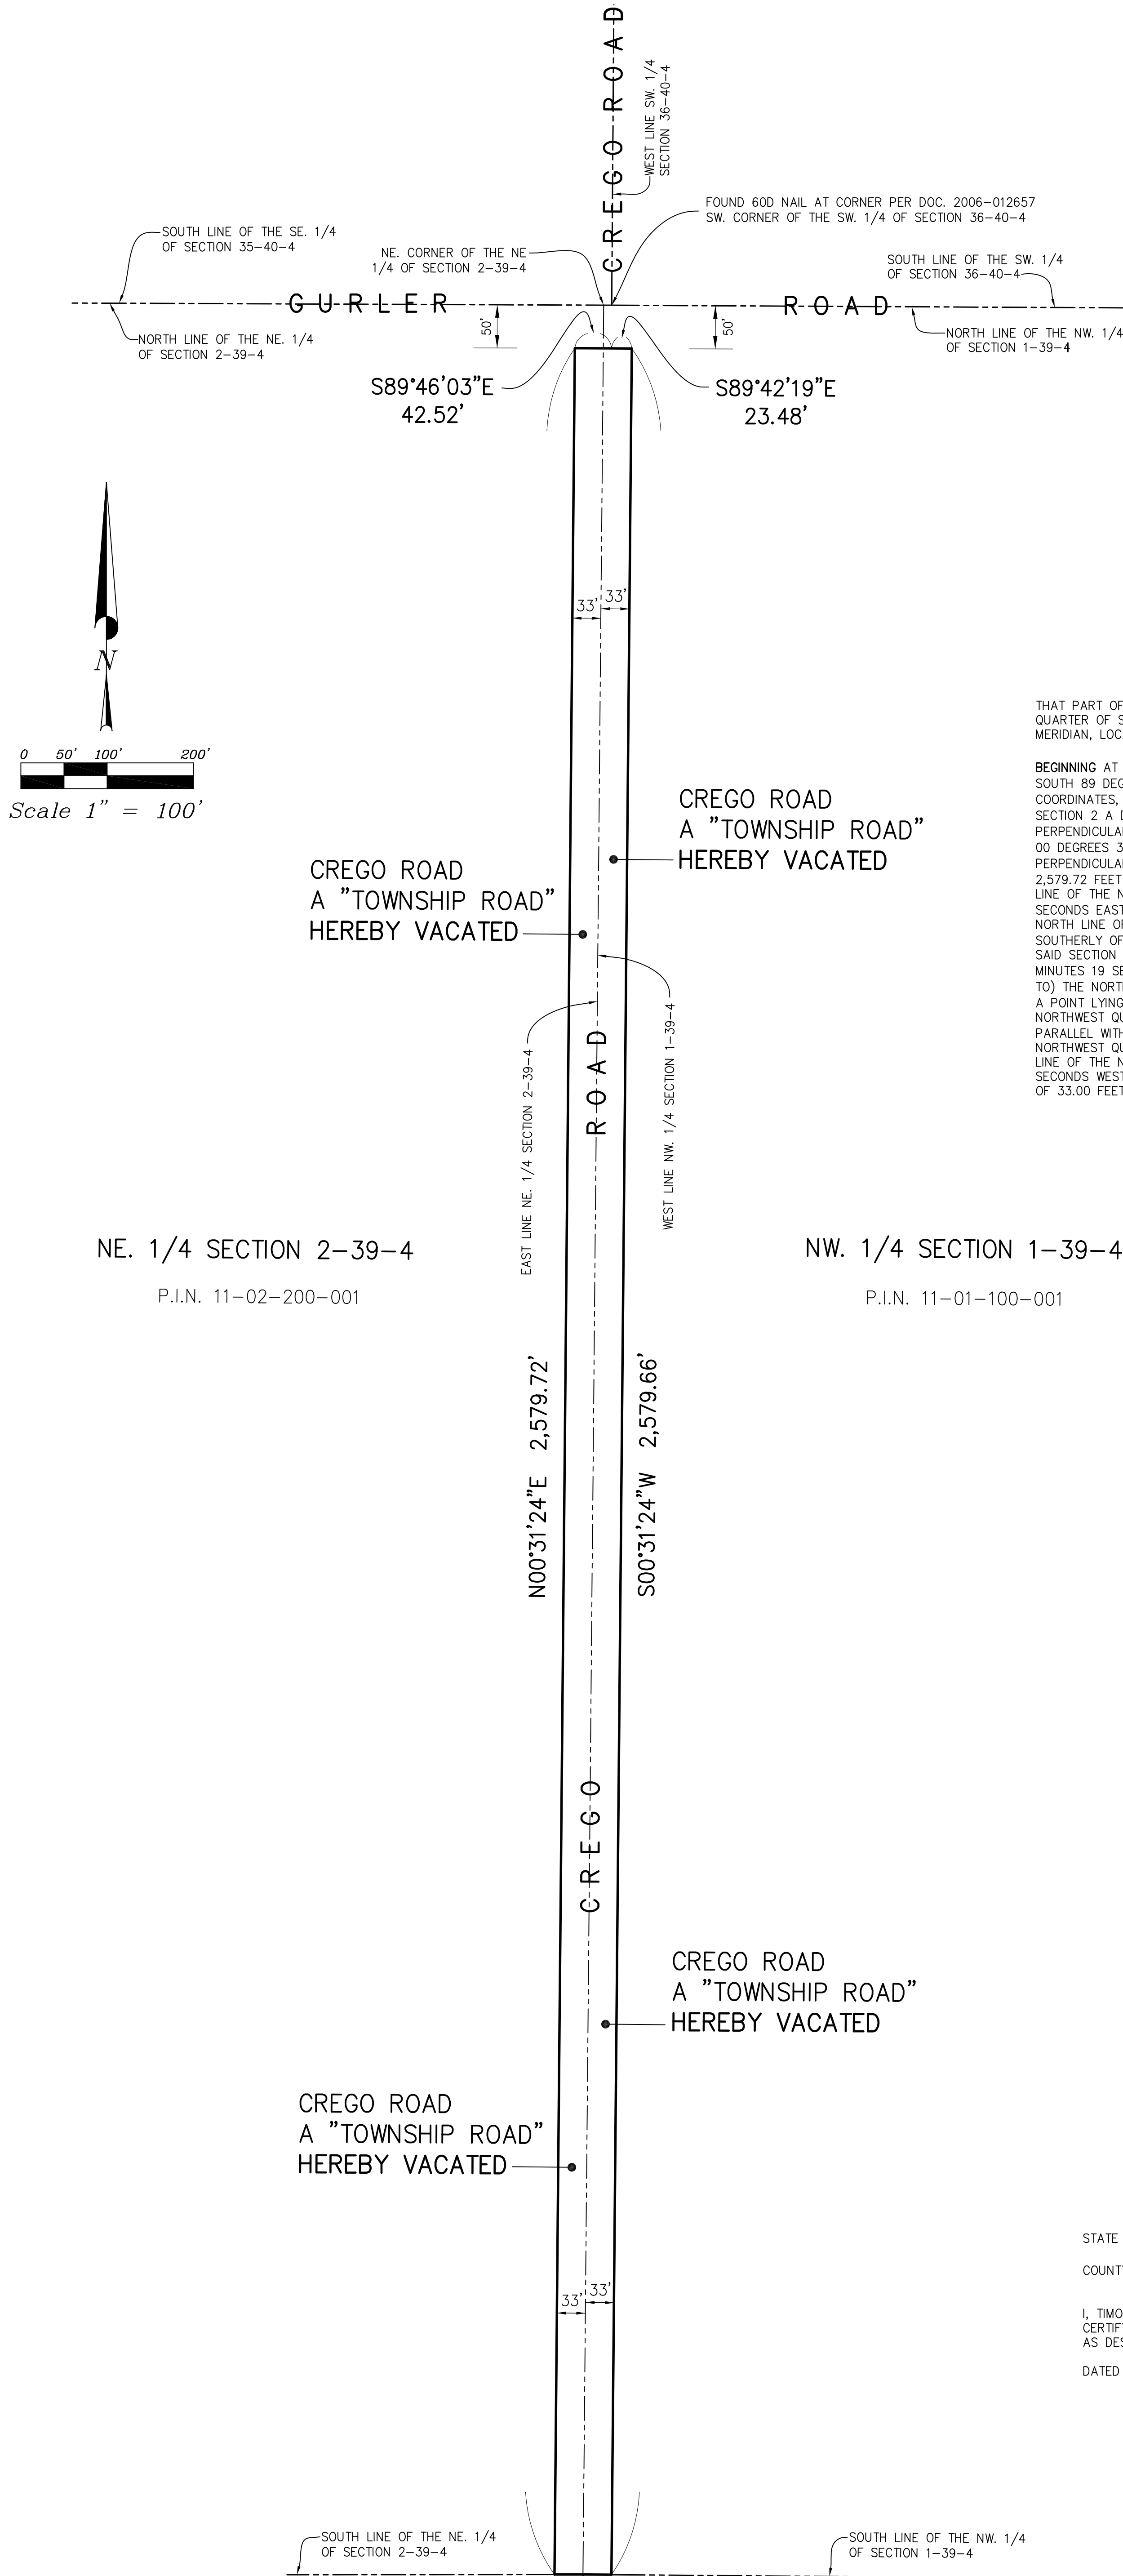 CREGO ROAD
WEST LINE SW. 1/4
SECTION 36-40-4
FOUND 60D NAIL AT CORNER PER DOC. 2006-012657
SW. CORNER OF THE SW. 1/4 OF SECTION 36-40-4
SOUTH LINE OF THE SE. 1/4
OF SECTION 35-40-4
NE. CORNER OF THE NE
1/4 OF SECTION 2-39-4
SOUTH LINE OF THE SW. 1/4
OF SECTION 36-40-4
GURLER ROAD
NORTH LINE OF THE NE. 1/4
OF SECTION 2-39-4
50'
50'
NORTH LINE OF THE NW. 1/4
OF SECTION 1-39-4
S89°46'03"E
42.52'
S89°42'19"E
23.48'
33' 33'
N
0 50' 100' 200'
Scale 1" = 100'
THAT PART OF
QUARTER OF S
MERIDIAN, LOC
BEGINNING AT
SOUTH 89 DEG
COORDINATES,
SECTION 2 A D
PERPENDICULAR
00 DEGREES 3
PERPENDICULAR
2,579.72 FEET
LINE OF THE N
SECONDS EAST
NORTH LINE OF
SOUTHERLY OF
SAID SECTION
MINUTES 19 SE
TO) THE NORTH
A POINT LYING
NORTHWEST QU
PARALLEL WITH
NORTHWEST QU
LINE OF THE N
SECONDS WEST
OF 33.00 FEET
CREGO ROAD
A "TOWNSHIP ROAD"
HEREBY VACATED
CREGO ROAD
A "TOWNSHIP ROAD"
HEREBY VACATED
EAST LINE NE. 1/4 SECTION 2-39-4
WEST LINE NW. 1/4 SECTION 1-39-4
CREGO ROAD
NE. 1/4 SECTION 2-39-4
P.I.N. 11-02-200-001
NW. 1/4 SECTION 1-39-4
P.I.N. 11-01-100-001
N00°31'24"E 2,579.72'
S00°31'24"W 2,579.66'
CREGO ROAD
A "TOWNSHIP ROAD"
HEREBY VACATED
CREGO ROAD
A "TOWNSHIP ROAD"
HEREBY VACATED
33' 33'
STATE
COUNT
I, TIMO
CERTIF
AS DES
DATED
SOUTH LINE OF THE NE. 1/4
OF SECTION 2-39-4
SOUTH LINE OF THE NW. 1/4
OF SECTION 1-39-4